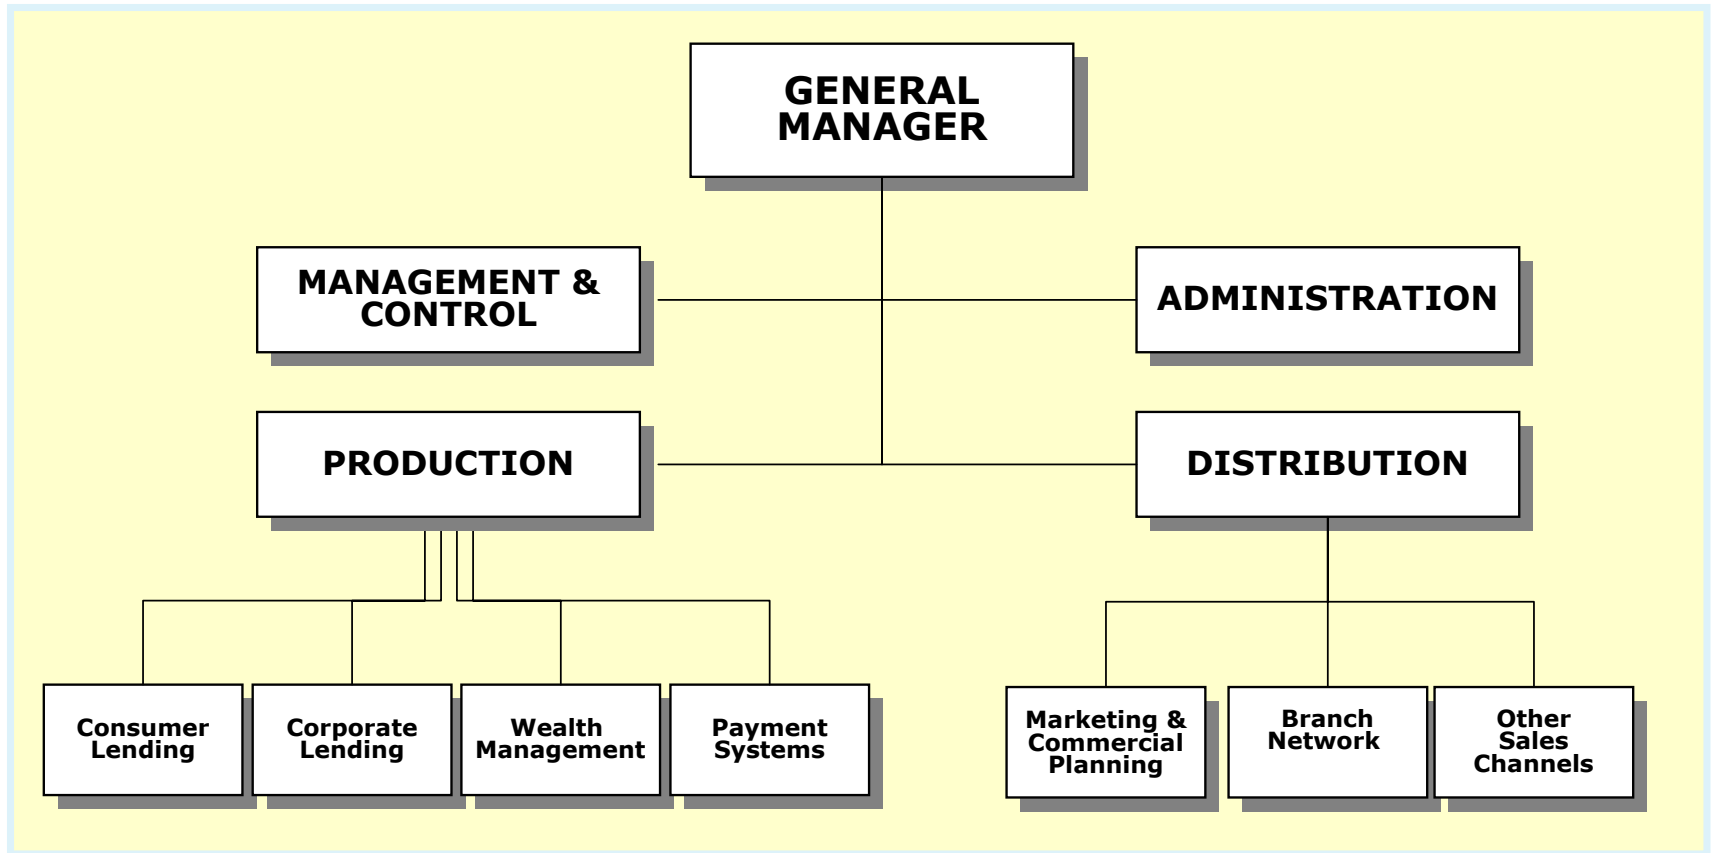 GENERAL
MANAGER
MANAGEMENT &
CONTROL
ADMINISTRATION
PRODUCTION
DISTRIBUTION
Consumer
Lending
Corporate
Lending
Wealth
Management
Payment
Systems
Marketing &
Commercial
Planning
Branch
Network
Other
Sales
Channels